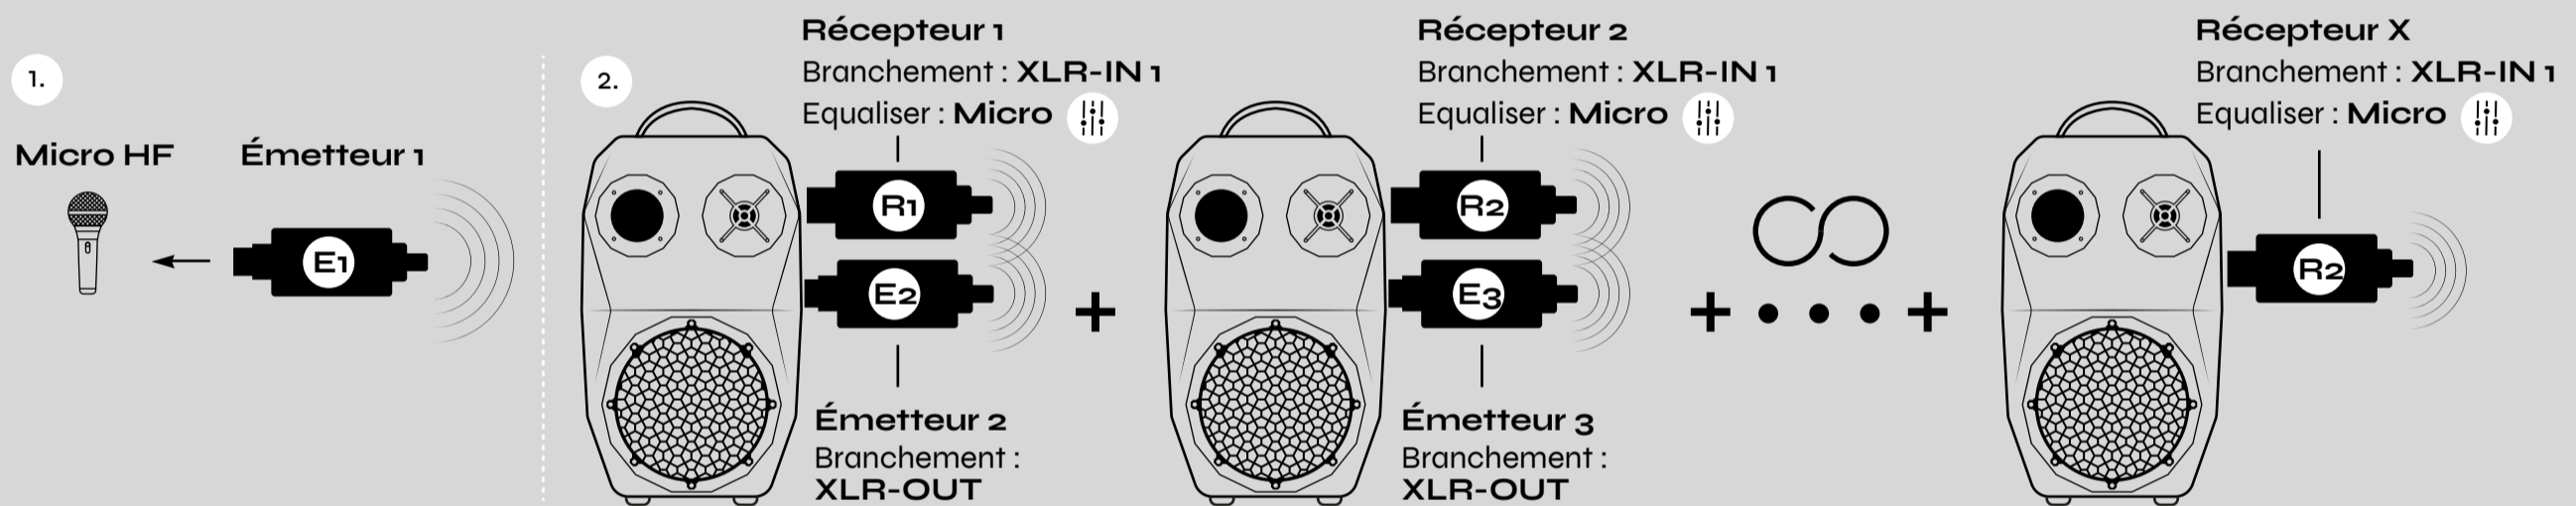 1.
Micro HF
Émetteur 1
E1
2.
Récepteur 1
Branchement : XLR-IN 1
Equaliser : Micro
R1
E2
Émetteur 2
Branchement :
XLR-OUT
+
Récepteur 2
Branchement : XLR-IN 1
Equaliser : Micro
R2
E3
Émetteur 3
Branchement :
XLR-OUT
+ • • • +
Récepteur X
Branchement : XLR-IN 1
Equaliser : Micro
R2